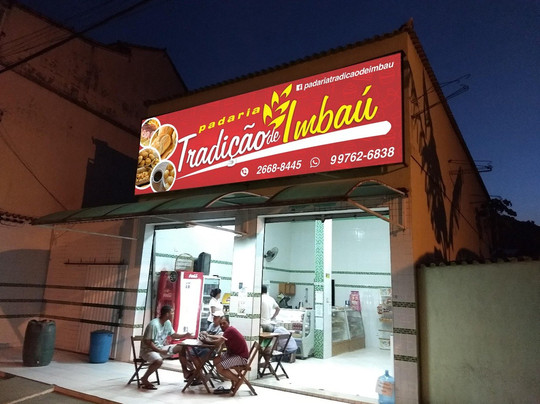 padariatradicaodeimbau
padaria
Tradição de Imbaú
2668-8445 99762-6838